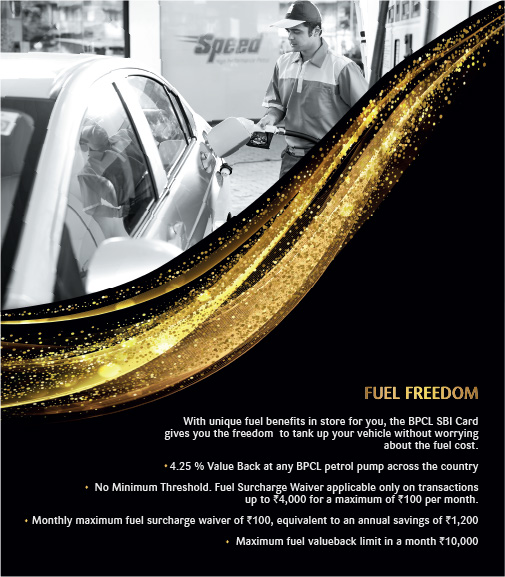 Speed
FUEL FREEDOM
With unique fuel benefits in store for you, the BPCL SBI Card
gives you the freedom to tank up your vehicle without worrying
about the fuel cost.
• 4.25 % Value Back at any BPCL petrol pump across the country
• No Minimum Threshold. Fuel Surcharge Waiver applicable only on transactions
up to ₹4,000 for a maximum of ₹100 per month.
• Monthly maximum fuel surcharge waiver of ₹100, equivalent to an annual savings of ₹1,200
• Maximum fuel valueback limit in a month ₹10,000